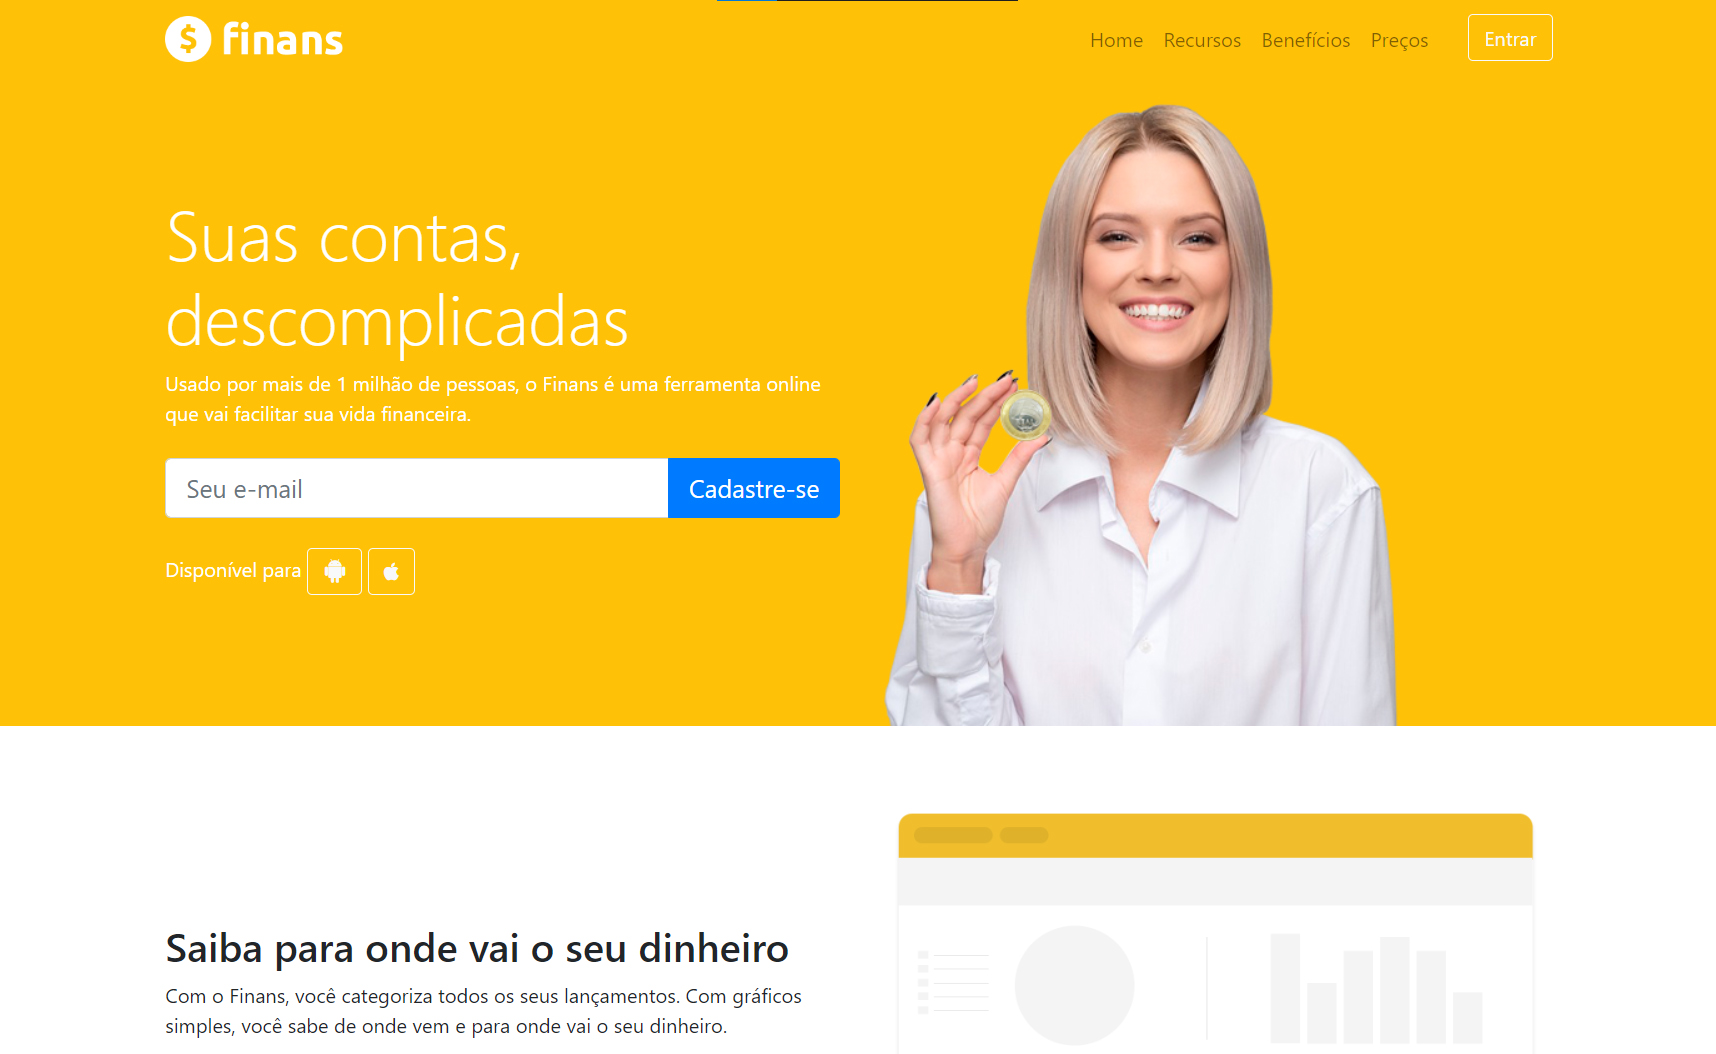 $ finans
Home Recursos Benefícios Preços Entrar
Suas contas,
descomplicadas
Usado por mais de 1 milhão de pessoas, o Finans é uma ferramenta online
que vai facilitar sua vida financeira.
Seu e-mail Cadastre-se
Disponível para
Saiba para onde vai o seu dinheiro
Com o Finans, você categoriza todos os seus lançamentos. Com gráficos
simples, você sabe de onde vem e para onde vai o seu dinheiro.